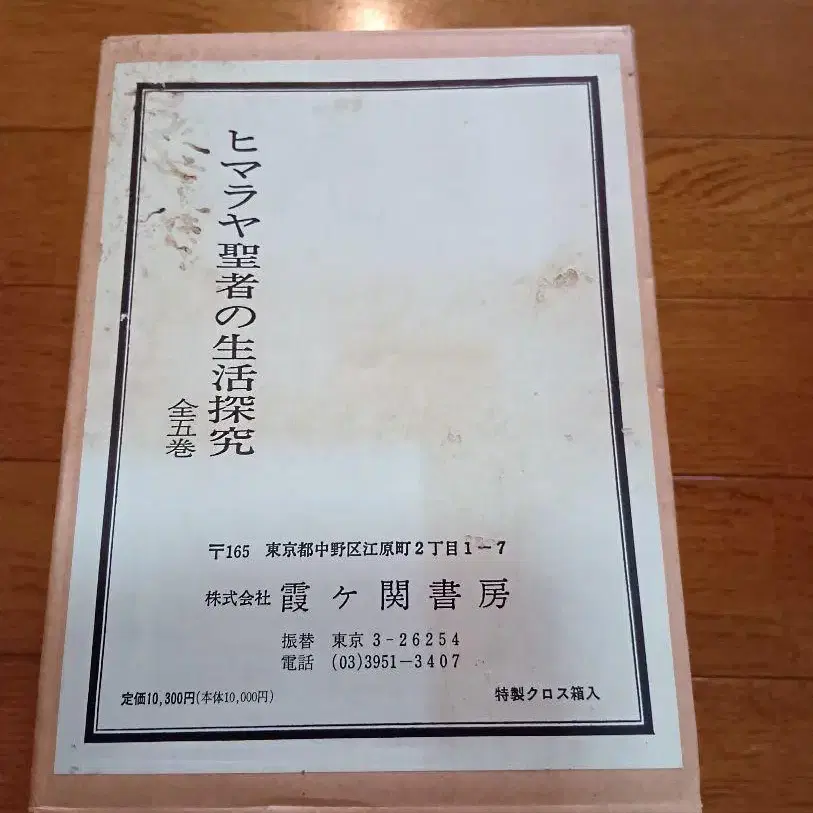 ヒマラヤ聖者の生活探究
全五巻
〒165 東京都中野区江原町2丁目1-7
株式会社 霞ケ関書房
振替 東京 3-26254
電話 (03)3951-3407
定価10,300円(本体10,000円)
特製クロス箱入